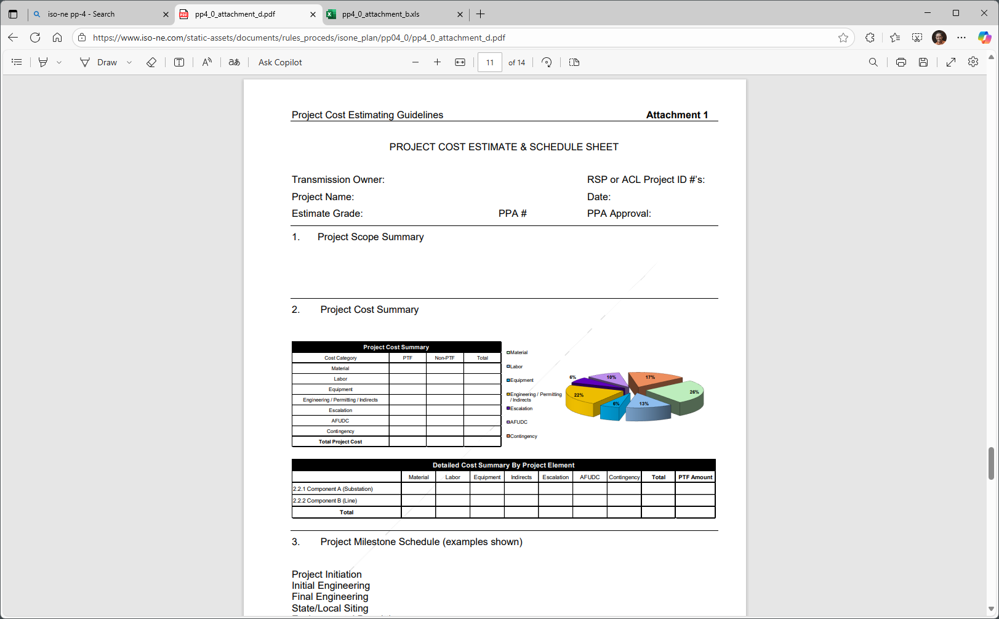 iso-ne pp-4 - Search
pp4_0_attachment_d.pdf
pp4_0_attachment_b.xls
https://www.iso-ne.com/static-assets/documents/rules_proceds/isone_plan/pp04_0/pp4_0_attachment_d.pdf
Draw
Ask Copilot
11 of 14
Project Cost Estimating Guidelines Attachment 1
PROJECT COST ESTIMATE & SCHEDULE SHEET
Transmission Owner: RSP or ACL Project ID #'s:
Project Name: Date:
Estimate Grade: PPA # PPA Approval:
1. Project Scope Summary
2. Project Cost Summary
Project Cost Summary
Cost Category PTF Non-PTF Total
Material
Labor
Equipment
Engineering / Permitting / Indirects
Escalation
AFUDC
Contingency
Total Project Cost
Material
Labor
Equipment
Engineering / Permitting
/ Indirects
Escalation
AFUDC
Contingency
6%
10%
17%
26%
22%
6%
13%
Detailed Cost Summary By Project Element
Material Labor Equipment Indirects Escalation AFUDC Contingency Total PTF Amount
2.2.1 Component A (Substation)
2.2.2 Component B (Line)
Total
3. Project Milestone Schedule (examples shown)
Project Initiation
Initial Engineering
Final Engineering
State/Local Siting